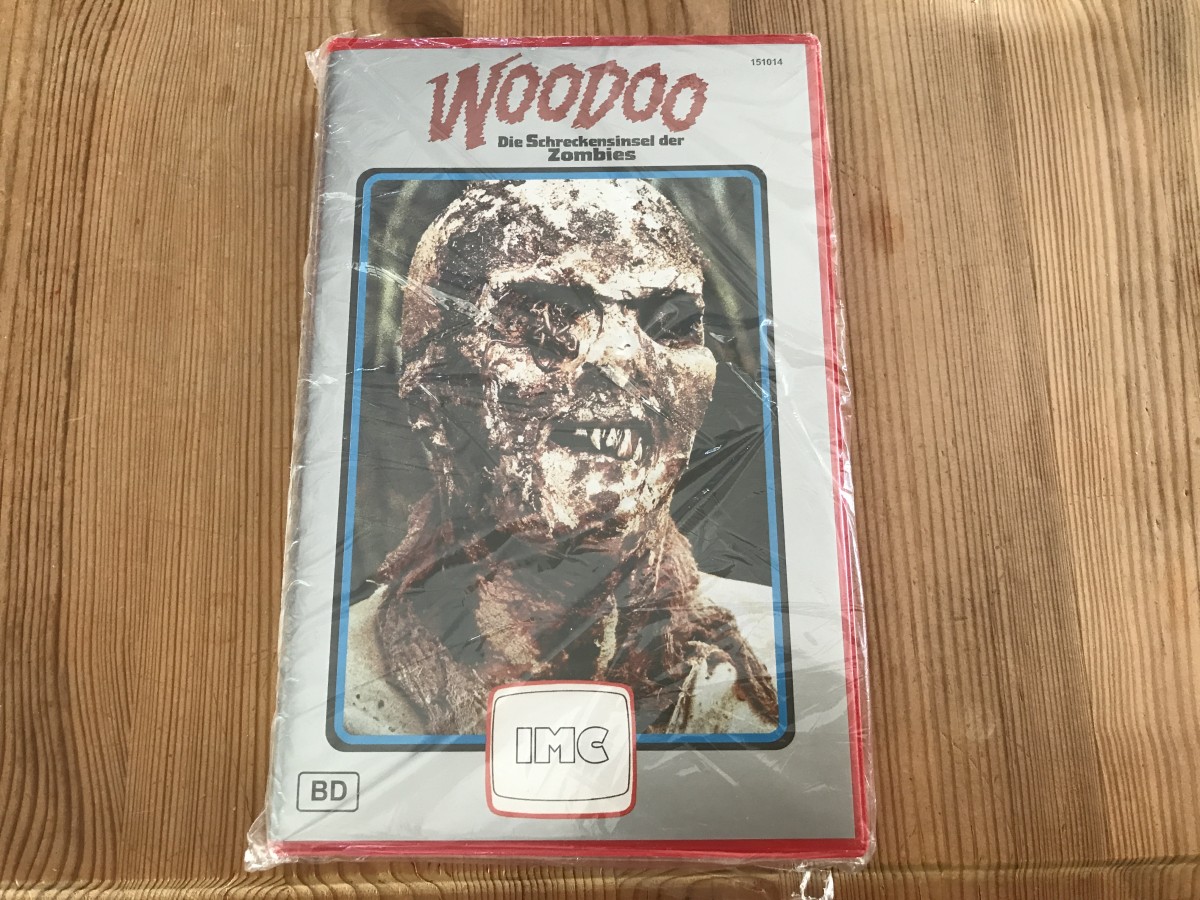 151014
WOODOO
Die Schreckensinsel der
Zombies
IMC
BD